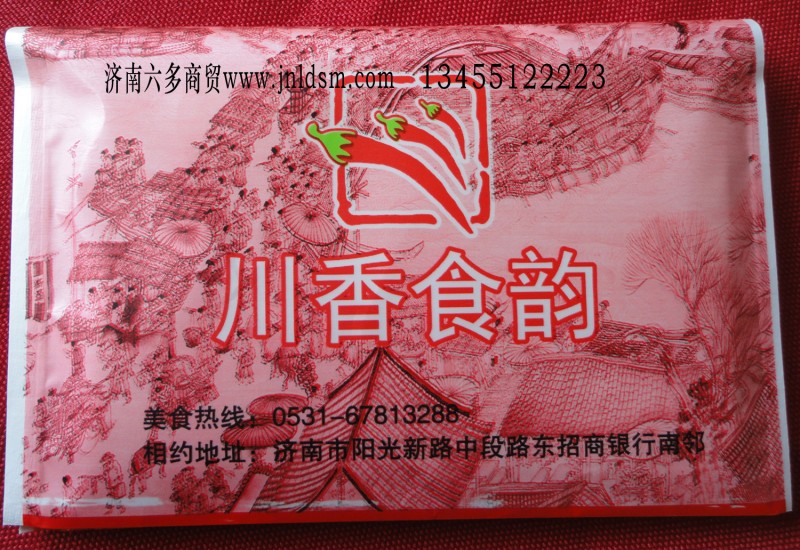 济南六多商贸www.jnldsm.com 13455122223
川香食韵
美食热线：0531-67813288
相约地址：济南市阳光新路中段路东招商银行南邻